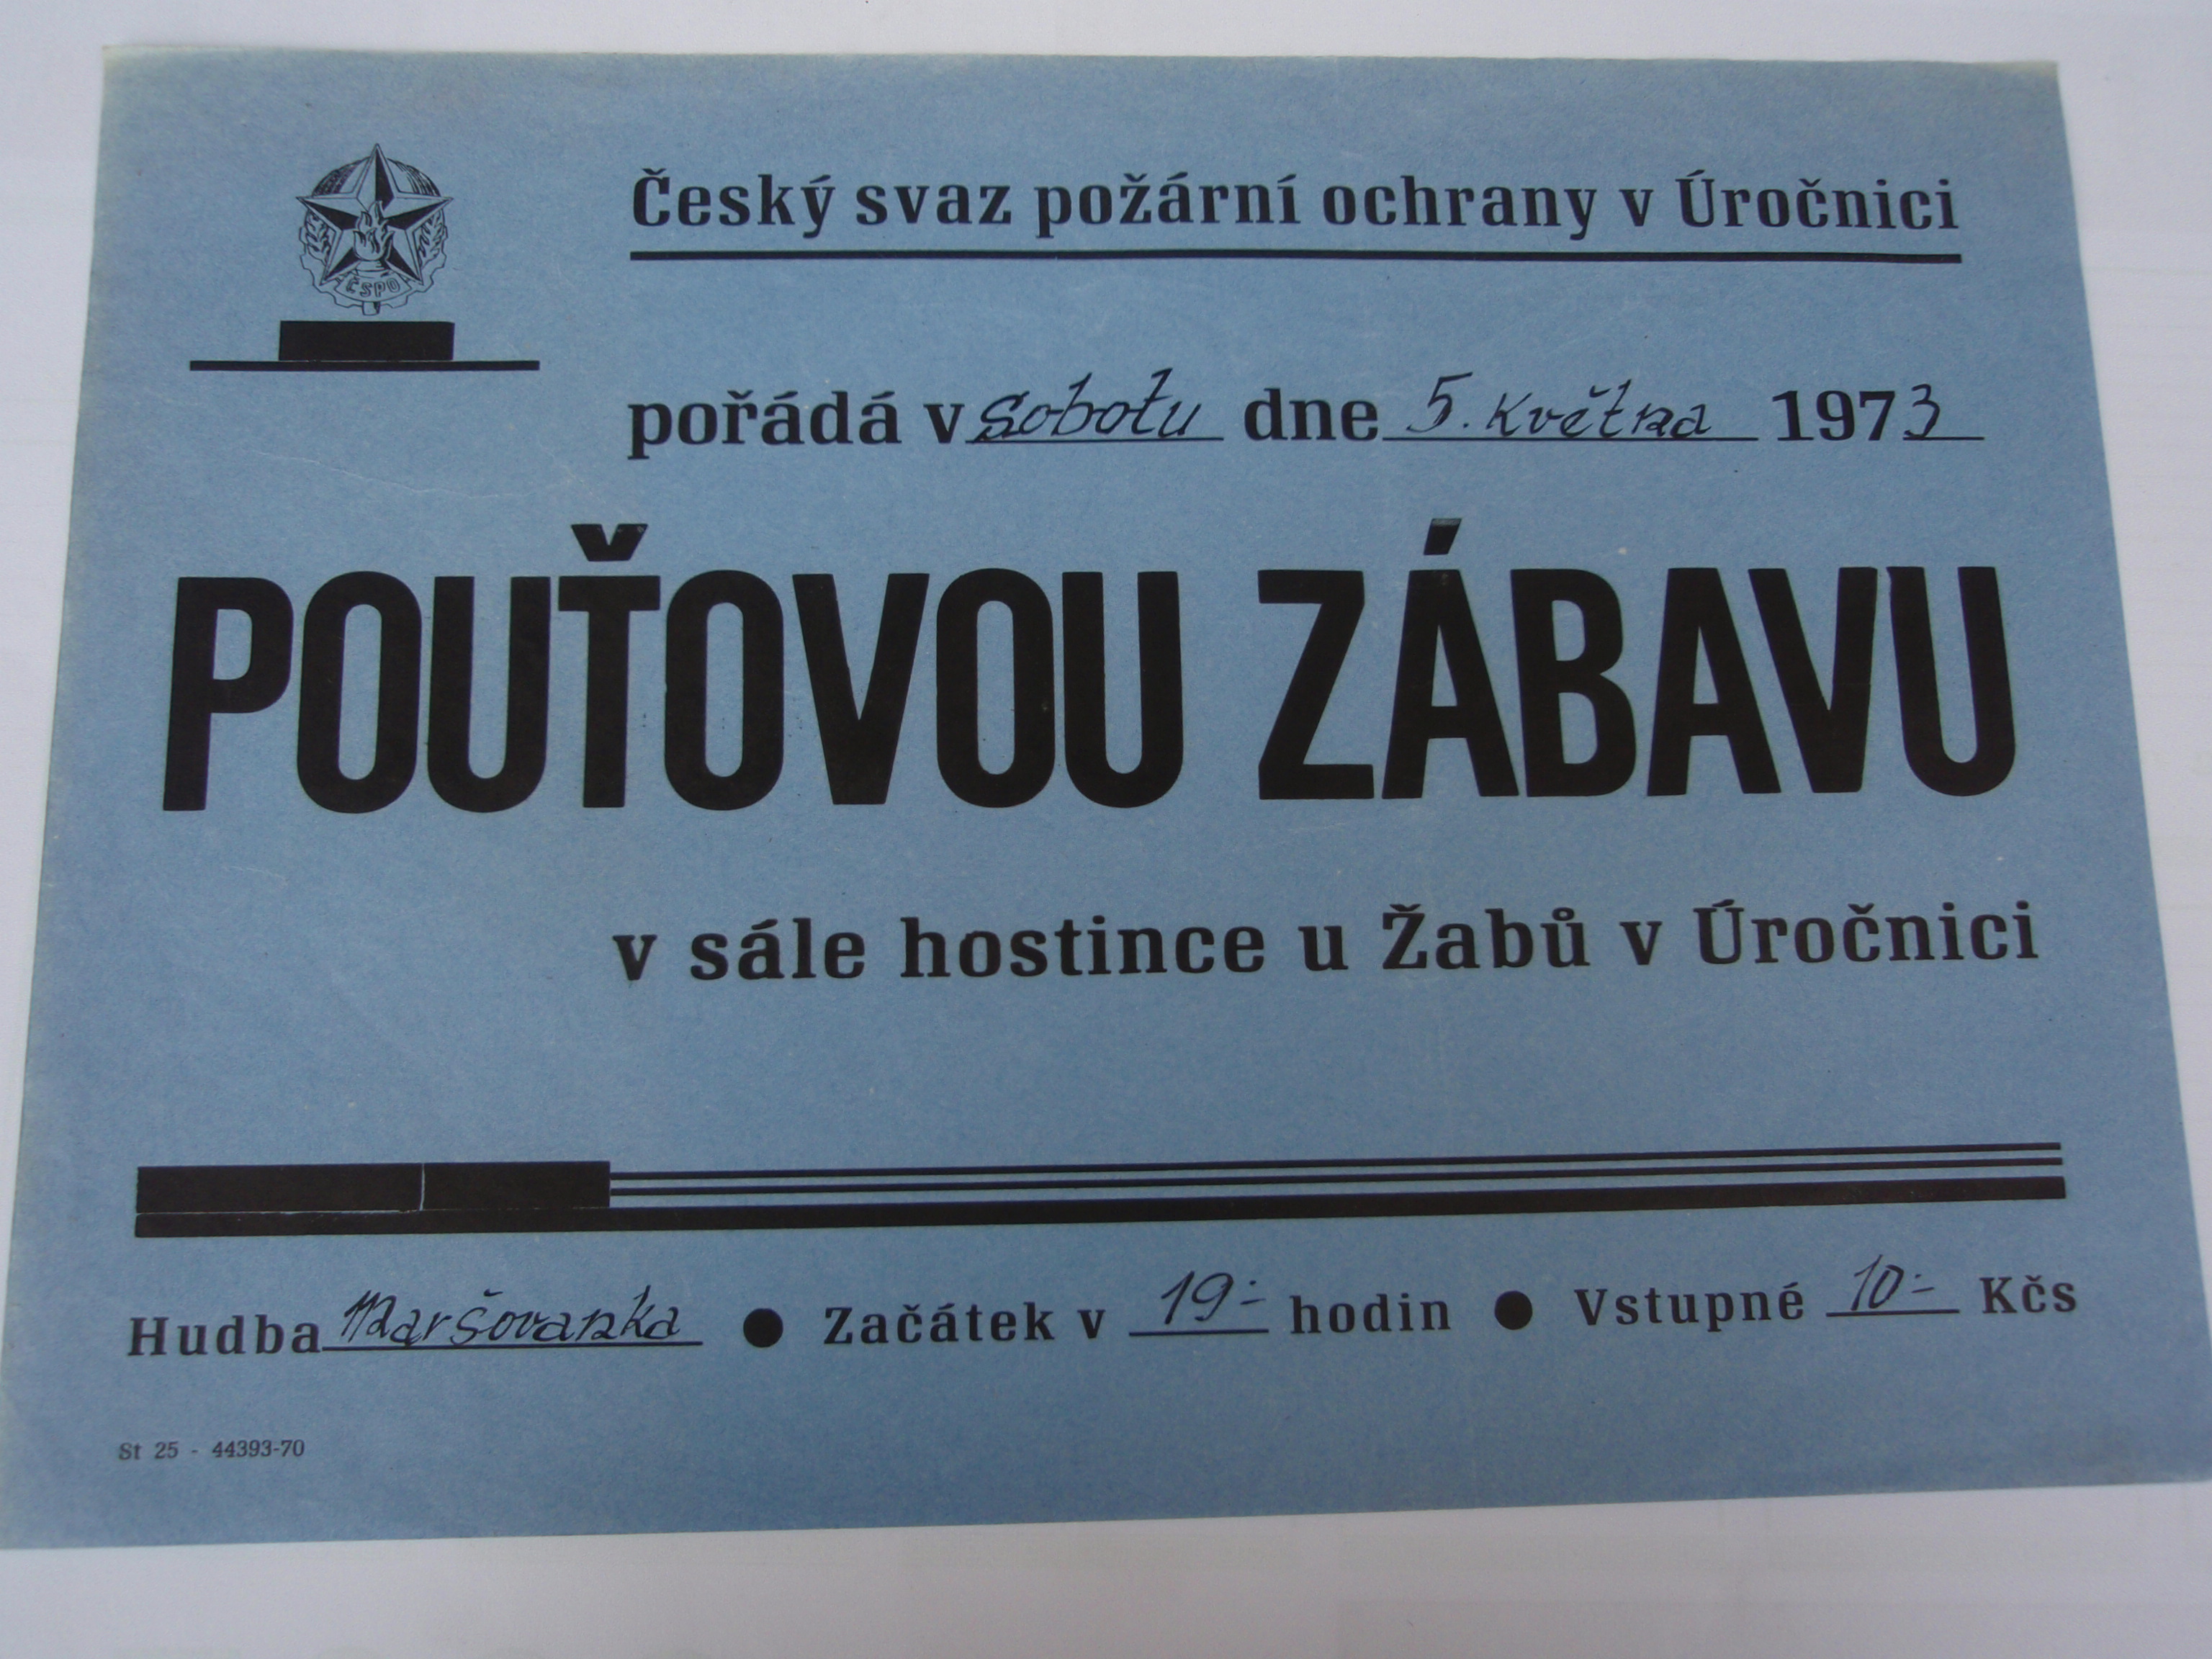 ČSPO
Český svaz požární ochrany v Úročnici
pořádá v sobotu dne 5. května 1973
POUŤOVOU ZÁBAVU
v sále hostince u Žabů v Úročnici
Hudba Maršovanka ● Začátek v 19.- hodin ● Vstupné 10.- Kčs
St 25 - 44393-70